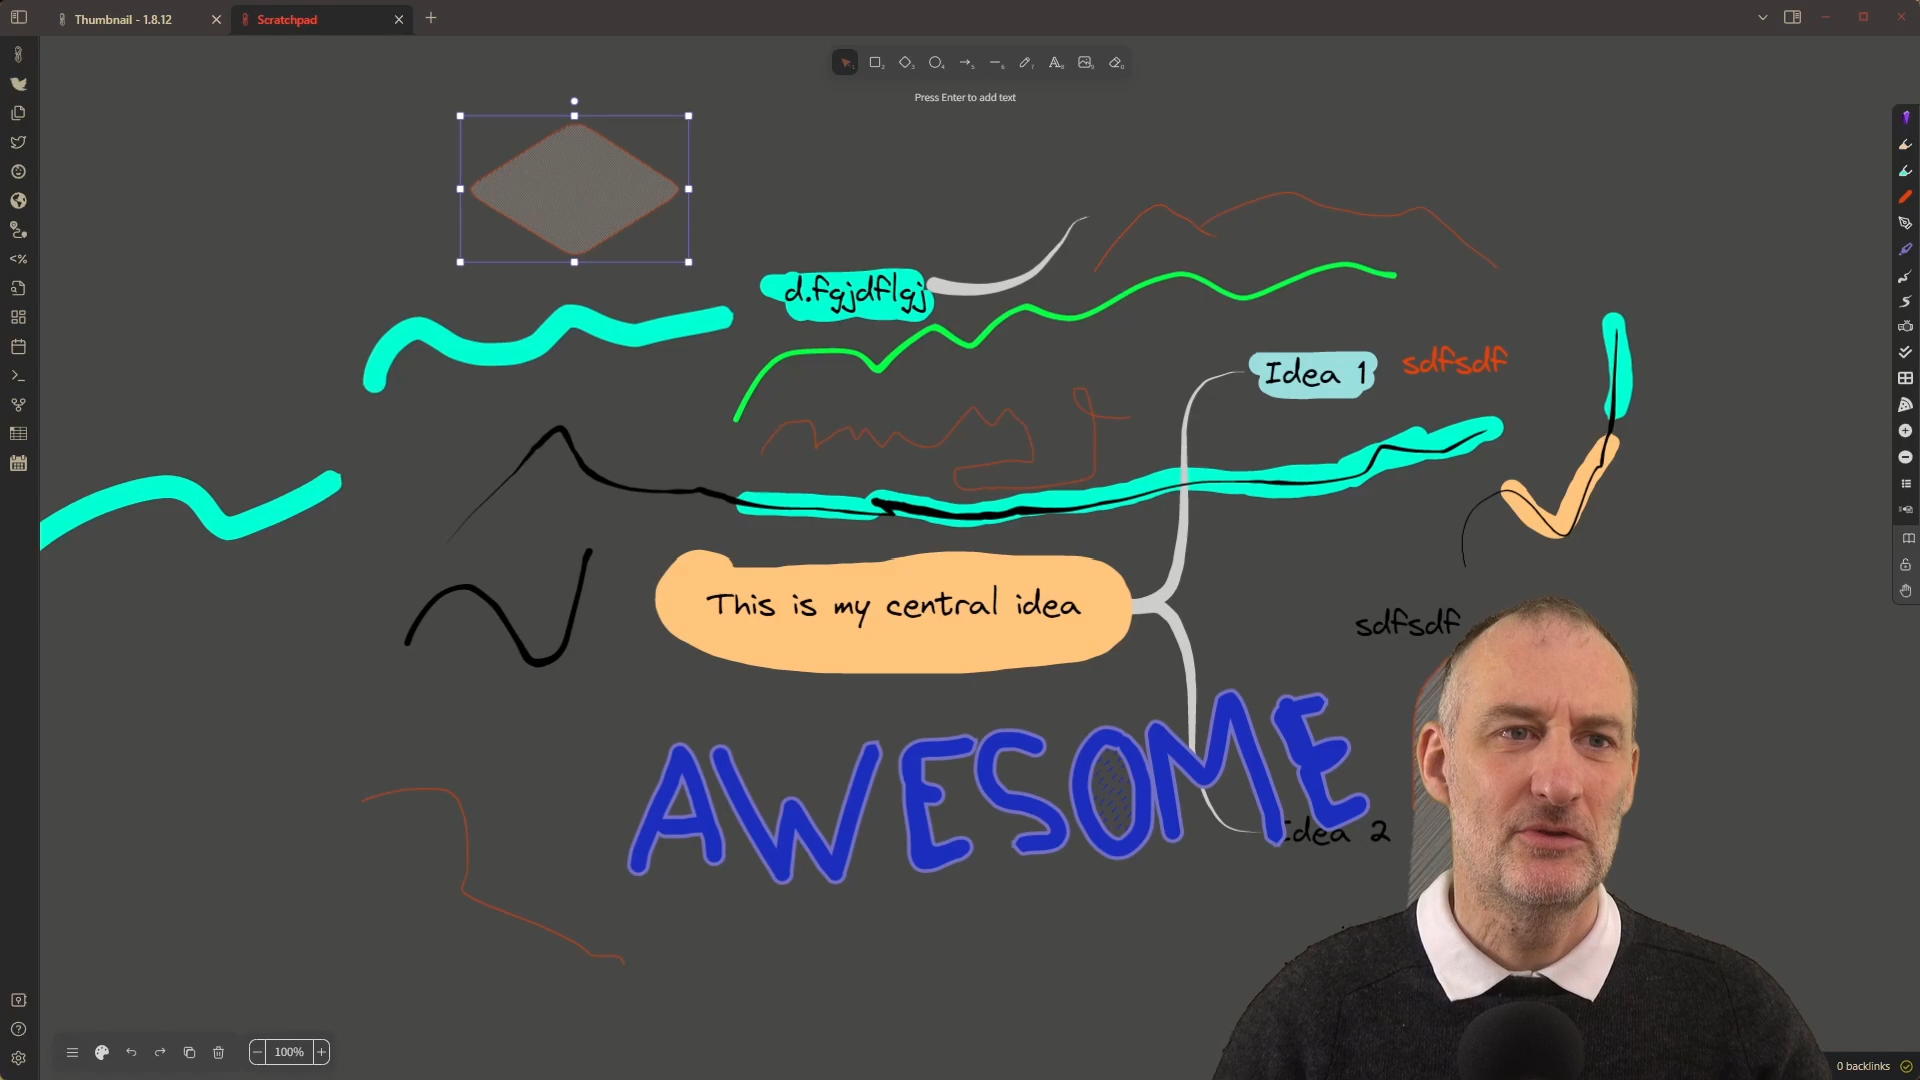 Thumbnail - 1.8.12
Scratchpad
Press Enter to add text
d.fgjdflgj
Idea 1
sdfsdf
This is my central idea
sdfsdf
AWESOME
Idea 2
100%
0 backlinks